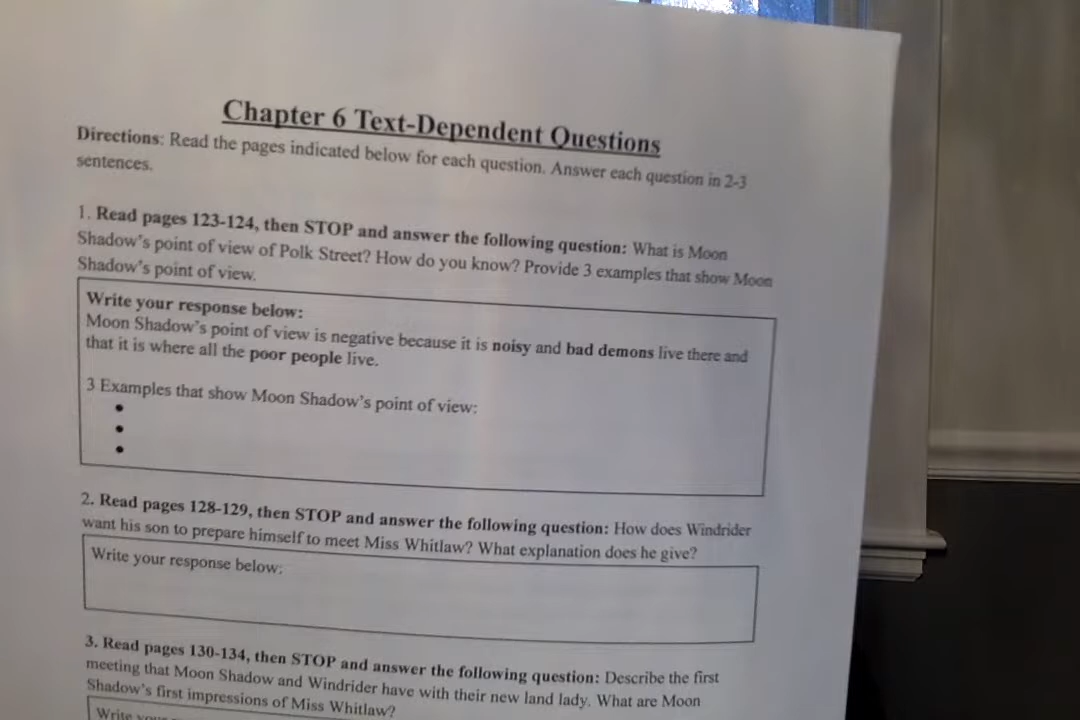 Chapter 6 Text-Dependent Questions
Directions: Read the pages indicated below for each question. Answer each question in 2-3
sentences.
1. Read pages 123-124, then STOP and answer the following question: What is Moon
Shadow's point of view of Polk Street? How do you know? Provide 3 examples that show Moon
Shadow's point of view.
Write your response below:
Moon Shadow's point of view is negative because it is noisy and bad demons live there and
that it is where all the poor people live.
3 Examples that show Moon Shadow's point of view:
•
•
•
2. Read pages 128-129, then STOP and answer the following question: How does Windrider
want his son to prepare himself to meet Miss Whitlaw? What explanation does he give?
Write your response below:
3. Read pages 130-134, then STOP and answer the following question: Describe the first
meeting that Moon Shadow and Windrider have with their new land lady. What are Moon
Shadow's first impressions of Miss Whitlaw?
Write